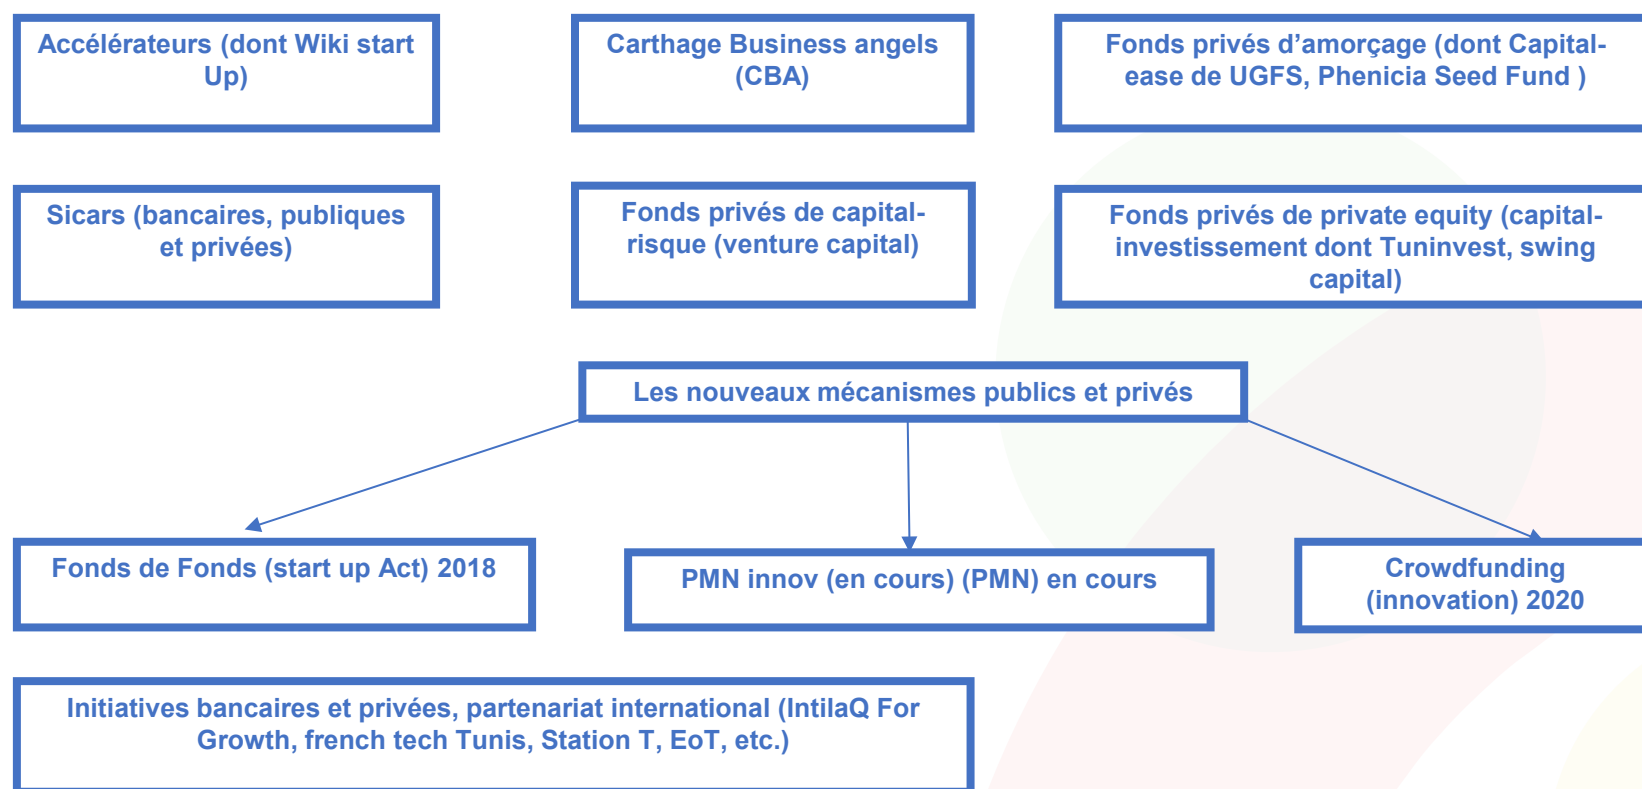 Accélérateurs (dont Wiki start
Up)
Carthage Business angels
(CBA)
Fonds privés d’amorçage (dont Capital-
ease de UGFS, Phenicia Seed Fund )
Sicars (bancaires, publiques
et privées)
Fonds privés de capital-
risque (venture capital)
Fonds privés de private equity (capital-
investissement dont Tuninvest, swing
capital)
Les nouveaux mécanismes publics et privés
Fonds de Fonds (start up Act) 2018
PMN innov (en cours) (PMN) en cours
Crowdfunding
(innovation) 2020
Initiatives bancaires et privées, partenariat international (IntilaQ For
Growth, french tech Tunis, Station T, EoT, etc.)